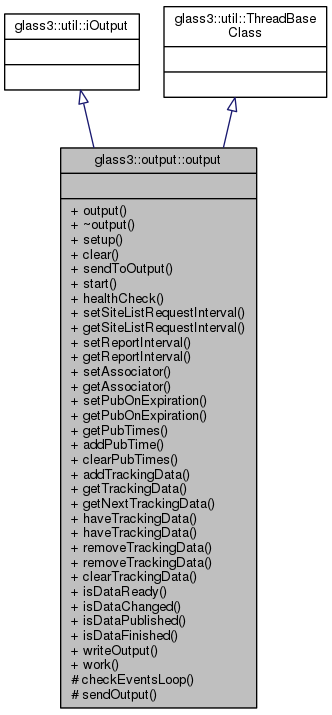 glass3::util::iOutput
glass3::util::ThreadBase
Class
glass3::output::output
+ output()
+ ~output()
+ setup()
+ clear()
+ sendToOutput()
+ start()
+ healthCheck()
+ setSiteListRequestInterval()
+ getSiteListRequestInterval()
+ setReportInterval()
+ getReportInterval()
+ setAssociator()
+ getAssociator()
+ setPubOnExpiration()
+ getPubOnExpiration()
+ getPubTimes()
+ addPubTime()
+ clearPubTimes()
+ addTrackingData()
+ getTrackingData()
+ getNextTrackingData()
+ haveTrackingData()
+ haveTrackingData()
+ removeTrackingData()
+ removeTrackingData()
+ clearTrackingData()
+ isDataReady()
+ isDataChanged()
+ isDataPublished()
+ isDataFinished()
+ writeOutput()
+ work()
# checkEventsLoop()
# sendOutput()